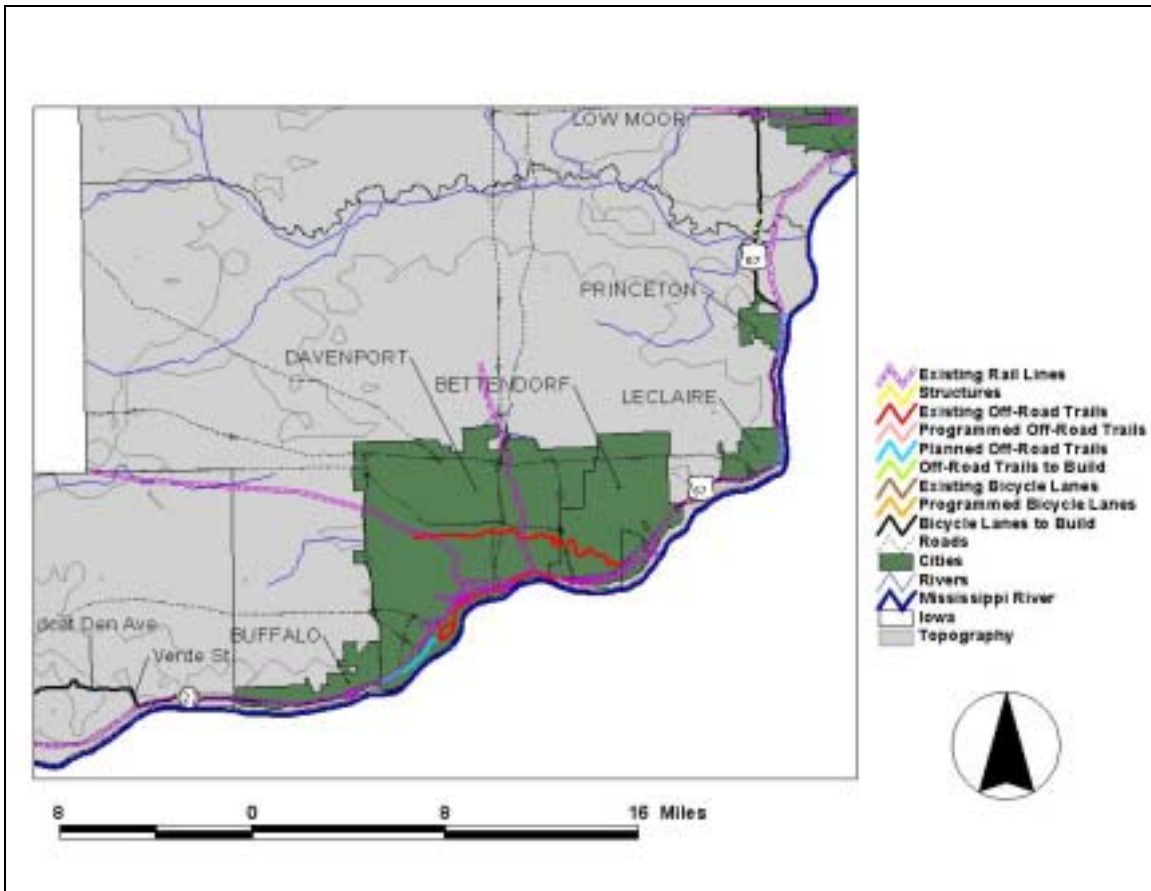 LOW MOOR
67
PRINCETON
DAVENPORT
BETTENDORF
LECLAIRE
67
Den Ave
Verde St
BUFFALO
Existing Rail Lines
Structures
Existing Off-Road Trails
Programmed Off-Road Trails
Planned Off-Road Trails
Off-Road Trails to Build
Existing Bicycle Lanes
Programmed Bicycle Lanes
Bicycle Lanes to Build
Roads
Cities
Rivers
Mississippi River
Iowa
Topography
8 0 8 16 Miles